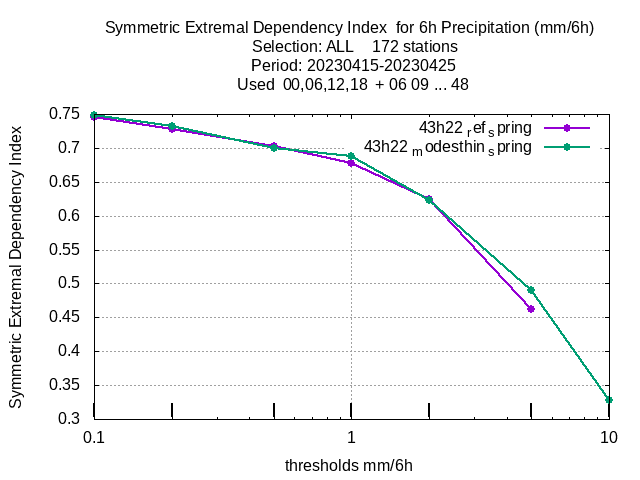 Symmetric Extremal Dependency Index for 6h Precipitation (mm/6h)
Selection: ALL 172 stations
Period: 20230415-20230425
Used 00,06,12,18 + 06 09 ... 48
Symmetric Extremal Dependency Index
0.75
0.7
0.65
0.6
0.55
0.5
0.45
0.4
0.35
0.3
43h22 ref spring
43h22 modesthin spring
0.1 1 10
thresholds mm/6h